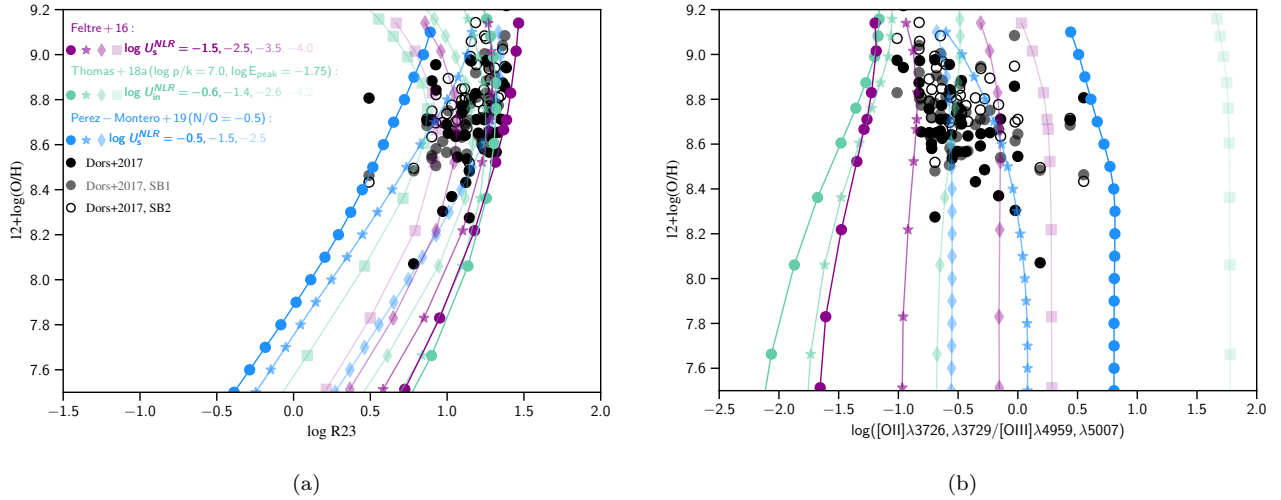 9.2
9.0
8.8
8.6
8.4
8.2
8.0
7.8
7.6
12+log(O/H)
Feltre + 16 :
log U_s^NLR = −1.5, −2.5, −3.5, −4.0
Thomas + 18a (log p/k = 7.0, log E_peak = −1.75) :
log U_in^NLR = −0.6, −1.4, −2.6, −4.2
Perez − Montero + 19 (N/O = −0.5) :
log U_s^NLR = −0.5, −1.5, −2.5
Dors+2017
Dors+2017, SB1
Dors+2017, SB2
−1.5 −1.0 −0.5 0.0 0.5 1.0 1.5 2.0
log R23
(a)
9.2
9.0
8.8
8.6
8.4
8.2
8.0
7.8
7.6
12+log(O/H)
−2.5 −2.0 −1.5 −1.0 −0.5 0.0 0.5 1.0 1.5 2.0
log([OII]λ3726, λ3729/[OIII]λ4959, λ5007)
(b)